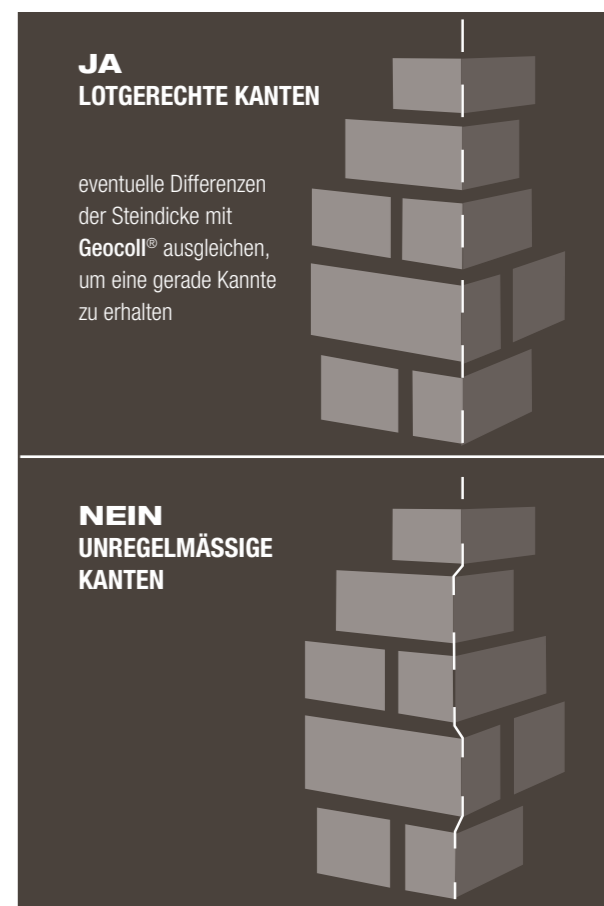 JA
LOTGERECHTE KANTEN
eventuelle Differenzen
der Steindicke mit
Geocoll® ausgleichen,
um eine gerade Kannte
zu erhalten
NEIN
UNREGELMÄSSIGE
KANTEN